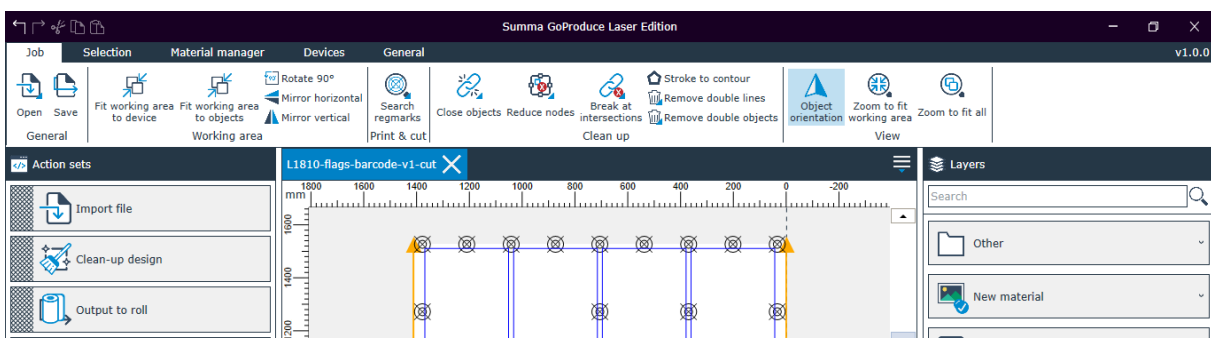 Summa GoProduce Laser Edition
Job Selection Material manager Devices General v1.0.0
Open Save
General
Fit working area to device
Fit working area to objects
Rotate 90°
Mirror horizontal
Mirror vertical
Working area
Search regmarks
Print & cut
Close objects Reduce nodes
Break at intersections
Stroke to contour
Remove double lines
Remove double objects
Clean up
Object orientation
Zoom to fit working area
Zoom to fit all
View
Action sets
Import file
Clean-up design
Output to roll
L1810-flags-barcode-v1-cut
mm 1800 1600 1400 1200 1000 800 600 400 200 0 -200
1600
1400
1200
Layers
Search
Other
New material